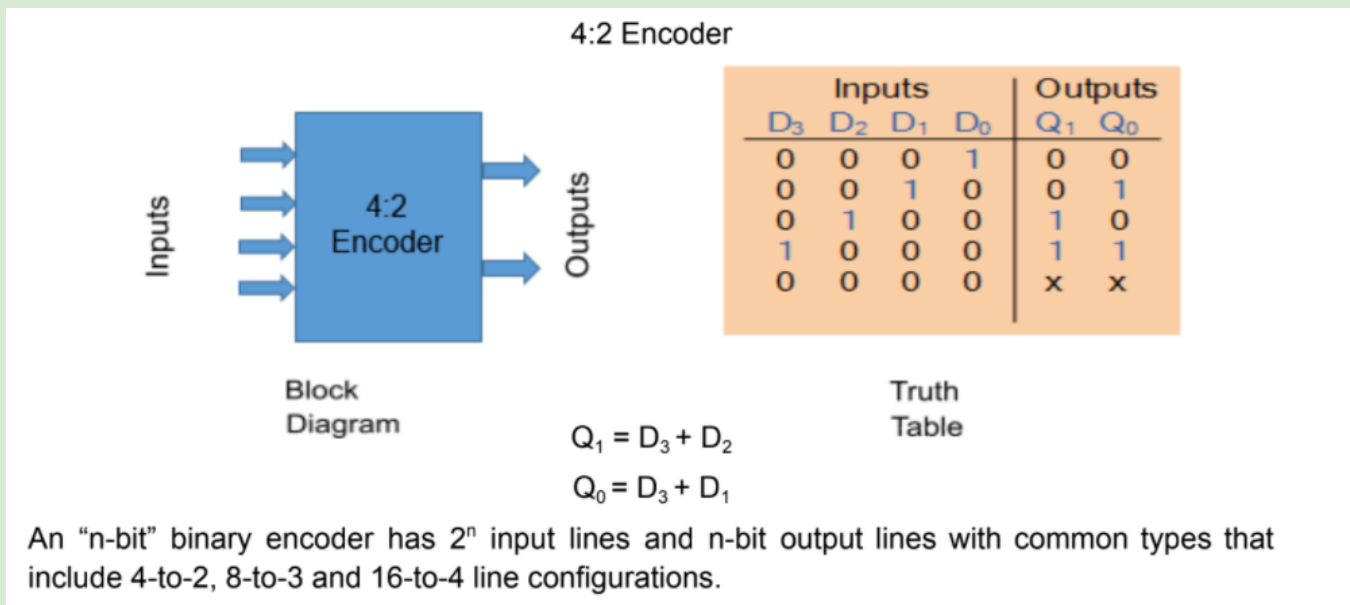 4:2 Encoder
Inputs
4:2
Encoder
Outputs
Block
Diagram
Inputs Outputs
D₃ D₂ D₁ D₀ Q₁ Q₀
0 0 0 1 0 0
0 0 1 0 0 1
0 1 0 0 1 0
1 0 0 0 1 1
0 0 0 0 x x
Truth
Table
Q₁ = D₃ + D₂
Q₀ = D₃ + D₁
An “n-bit” binary encoder has 2ⁿ input lines and n-bit output lines with common types that
include 4-to-2, 8-to-3 and 16-to-4 line configurations.